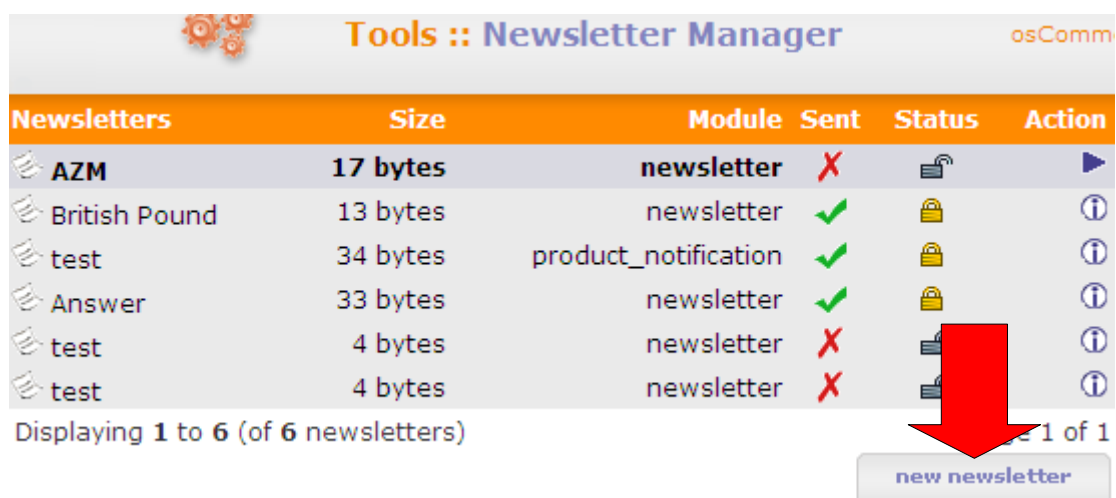 Tools :: Newsletter Manager osComm
Newsletters Size Module Sent Status Action
AZM 17 bytes newsletter
British Pound 13 bytes newsletter
test 34 bytes product_notification
Answer 33 bytes newsletter
test 4 bytes newsletter
test 4 bytes newsletter
Displaying 1 to 6 (of 6 newsletters) 1 of 1
new newsletter